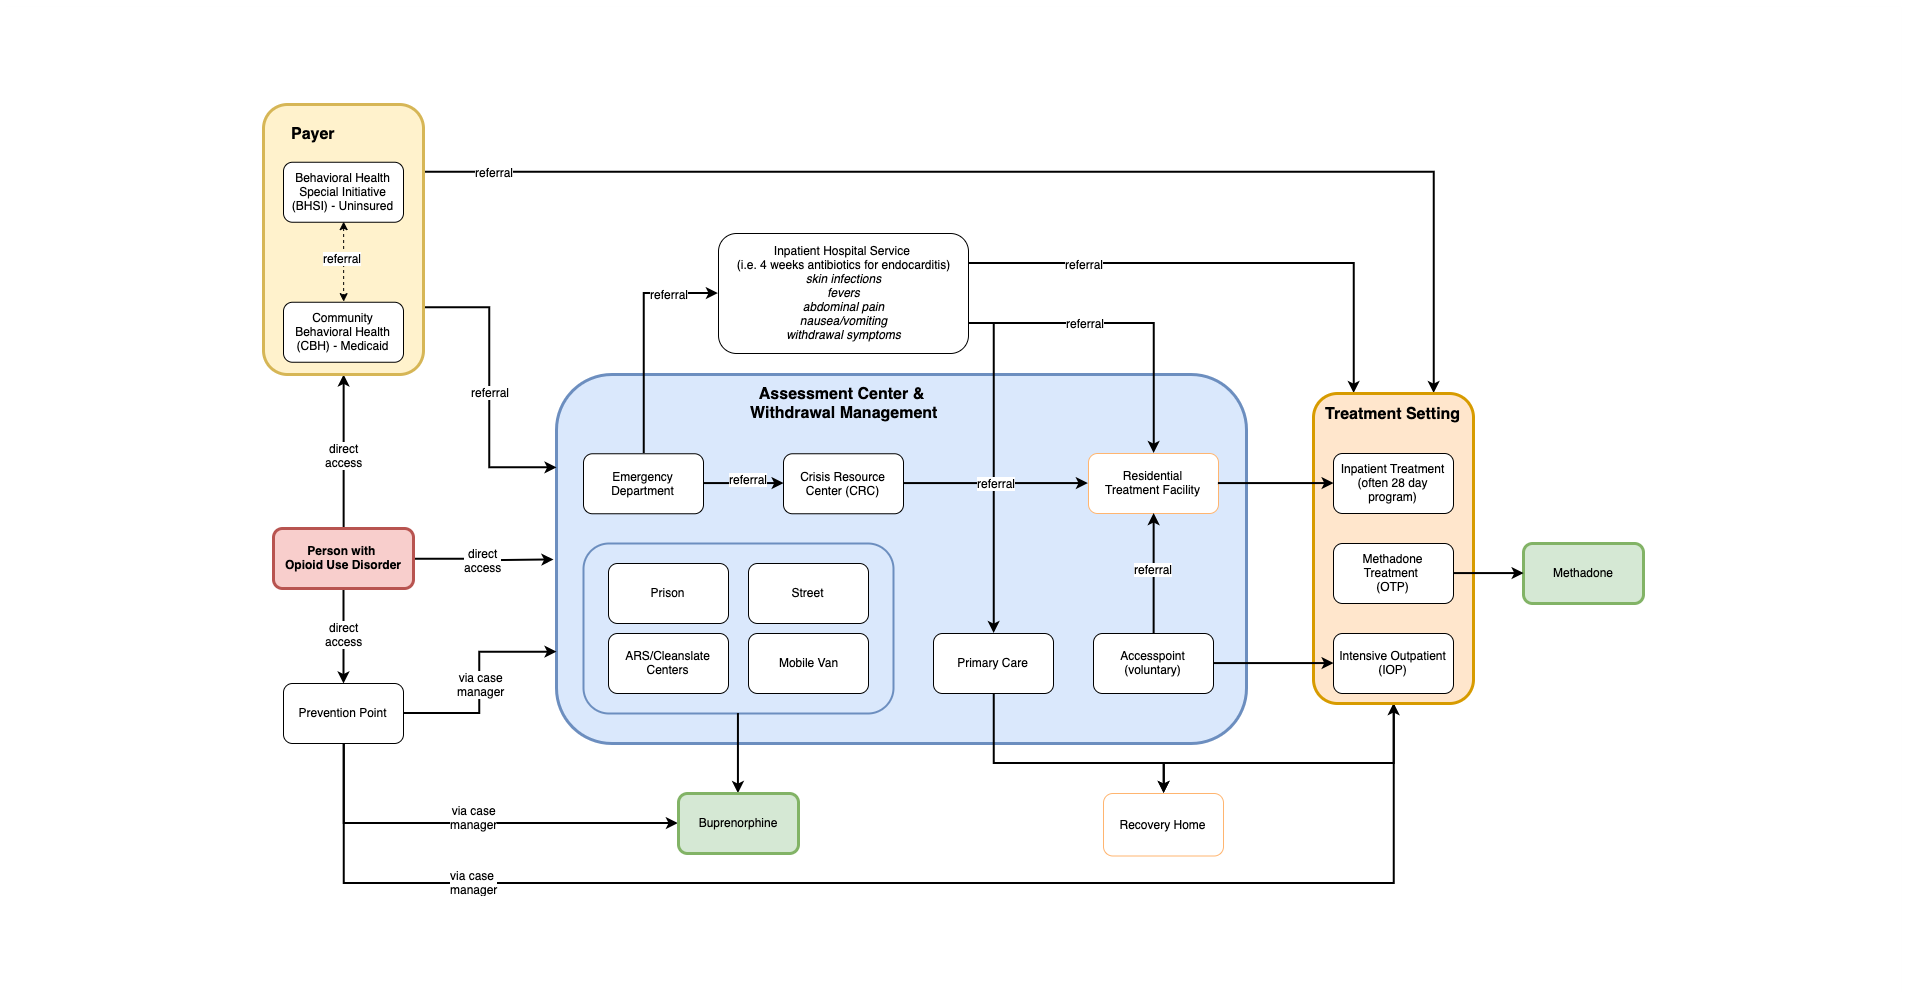 Payer
Behavioral Health
Special Initiative
(BHSI) - Uninsured
referral
Community
Behavioral Health
(CBH) - Medicaid
referral
referral
direct
access
Person with
Opioid Use Disorder
direct
access
direct
access
Prevention Point
via case
manager
via case
manager
via case
manager
Inpatient Hospital Service
(i.e. 4 weeks antibiotics for endocarditis)
skin infections
fevers
abdominal pain
nausea/vomiting
withdrawal symptoms
referral
referral
referral
Assessment Center &
Withdrawal Management
Emergency
Department
referral
Crisis Resource
Center (CRC)
referral
Residential
Treatment Facility
Prison
Street
ARS/Cleanslate
Centers
Mobile Van
Primary Care
referral
Accesspoint
(voluntary)
Buprenorphine
Recovery Home
Treatment Setting
Inpatient Treatment
(often 28 day
program)
Methadone
Treatment
(OTP)
Intensive Outpatient
(IOP)
Methadone